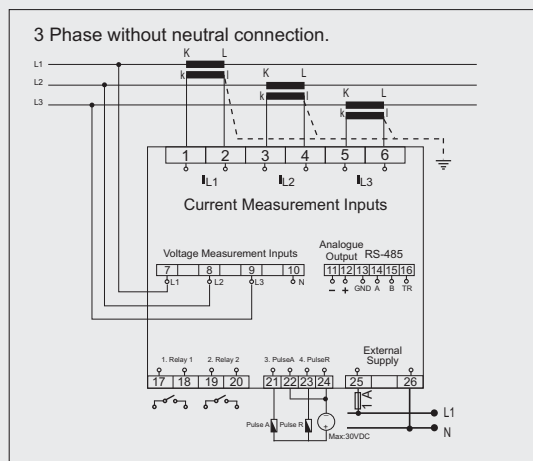 3 Phase without neutral connection.
K L
L1
k l
K L
L2
k l
K L
L3
k l
1 2 3 4 5 6
IL1 IL2 IL3
Current Measurement Inputs
Voltage Measurement Inputs
Analogue Output RS-485
7 8 9 10
11 12 13 14 15 16
L1 L2 L3 N
− + GND A B TR
1. Relay 1 2. Relay 2
3. PulseA 4. PulseR
External Supply
17 18 19 20
21 22 23 24
25 26
1 A
Pulse A Pulse R
Max:30VDC
L1
N